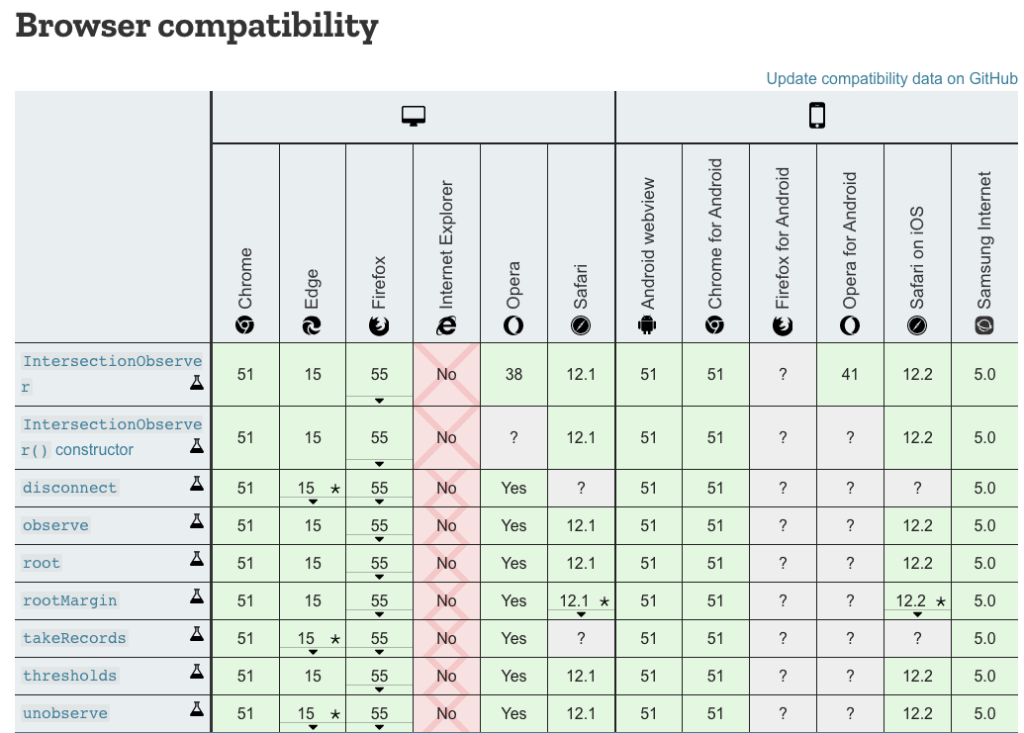 Browser compatibility
Update compatibility data on GitHub
Chrome Edge Firefox Internet Explorer Opera Safari Android webview Chrome for Android Firefox for Android Opera for Android Safari on iOS Samsung Internet
IntersectionObserve
r 51 15 55 No 38 12.1 51 51 ? 41 12.2 5.0
IntersectionObserve
r() constructor 51 15 55 No ? 12.1 51 51 ? ? 12.2 5.0
disconnect 51 15 * 55 No Yes ? 51 51 ? ? ? 5.0
observe 51 15 55 No Yes 12.1 51 51 ? ? 12.2 5.0
root 51 15 55 No Yes 12.1 51 51 ? ? 12.2 5.0
rootMargin 51 15 55 No Yes 12.1 * 51 51 ? ? 12.2 * 5.0
takeRecords 51 15 * 55 No Yes ? 51 51 ? ? ? 5.0
thresholds 51 15 55 No Yes 12.1 51 51 ? ? 12.2 5.0
unobserve 51 15 * 55 No Yes 12.1 51 51 ? ? 12.2 5.0